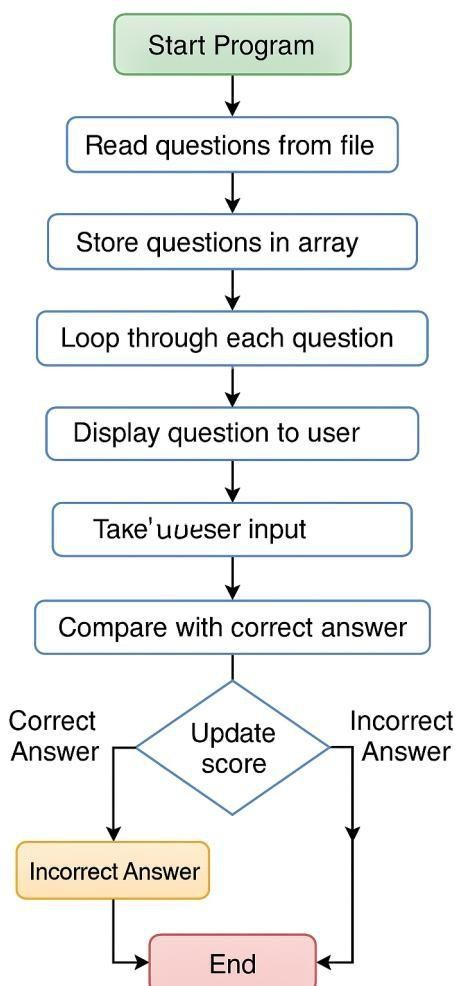 Start Program
Read questions from file
Store questions in array
Loop through each question
Display question to user
input
Compare with correct answer
Correct
Answer
Update
score
Incorrect
Answer
Incorrect Answer
End